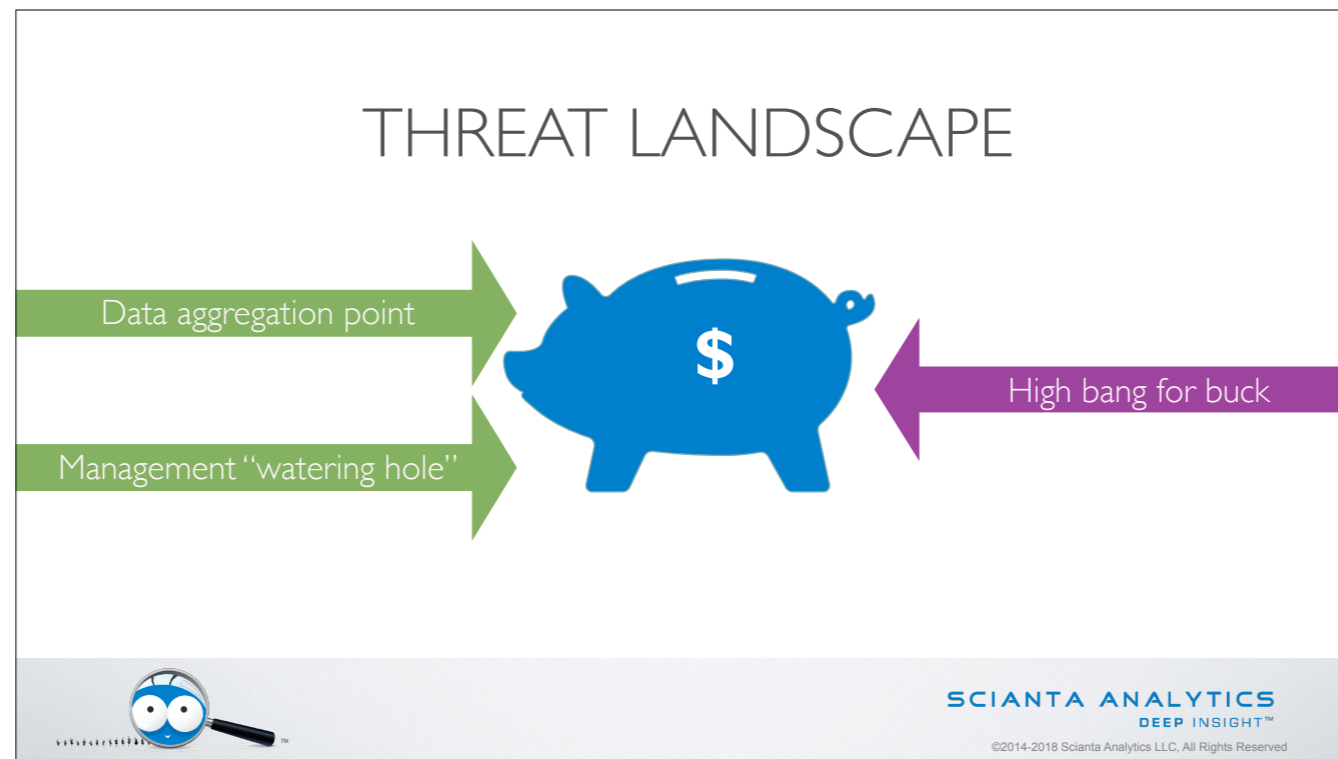 THREAT LANDSCAPE
Data aggregation point
$
High bang for buck
Management “watering hole”
TM
SCIANTA ANALYTICS
DEEP INSIGHT™
©2014-2018 Scianta Analytics LLC, All Rights Reserved